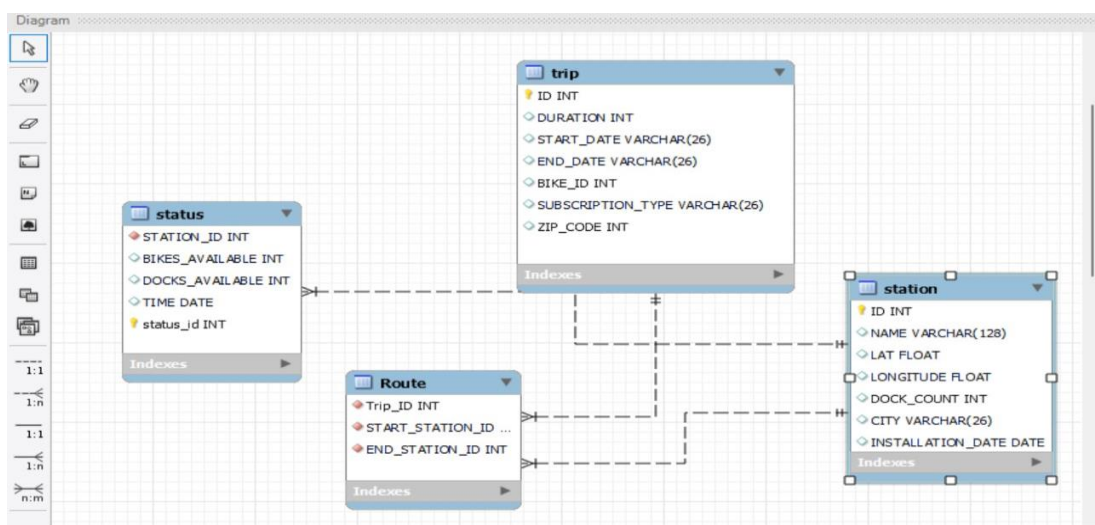 Diagram
trip
ID INT
DURATION INT
START_DATE VARCHAR(26)
END_DATE VARCHAR(26)
BIKE_ID INT
SUBSCRIPTION_TYPE VARCHAR(26)
ZIP_CODE INT
Indexes
status
STATION_ID INT
BIKES_AVAILABLE INT
DOCKS_AVAILABLE INT
TIME DATE
status_id INT
Indexes
station
ID INT
NAME VARCHAR(128)
LAT FLOAT
LONGITUDE FLOAT
DOCK_COUNT INT
CITY VARCHAR(26)
INSTALLATION_DATE DATE
Indexes
Route
Trip_ID INT
START_STATION_ID ...
END_STATION_ID INT
Indexes
1:1
1:n
1:1
1:n
n:m